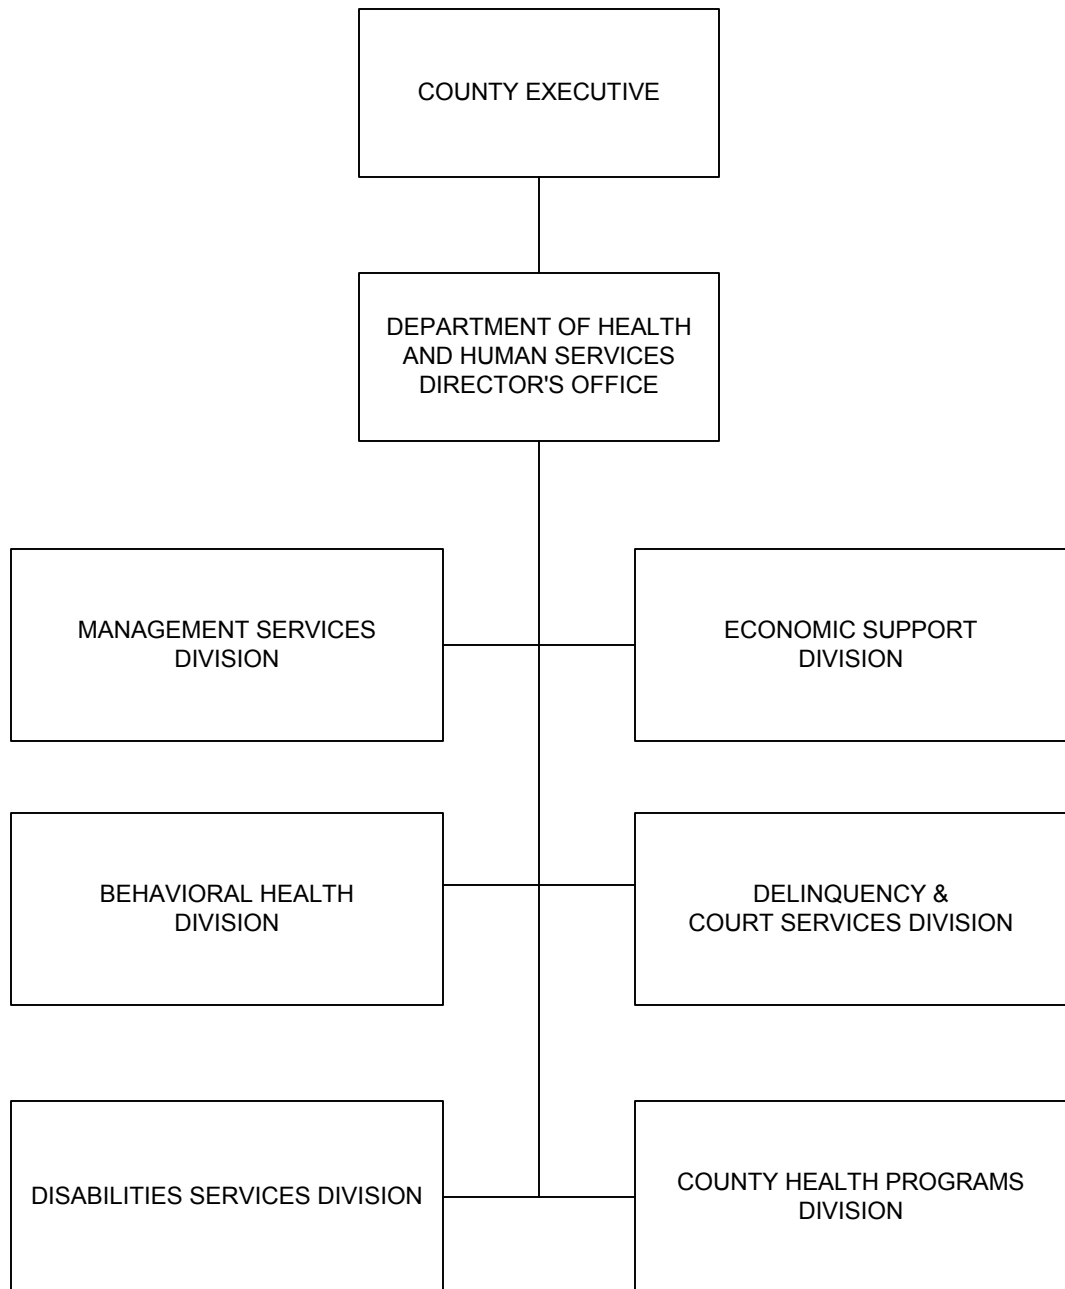 COUNTY EXECUTIVE
DEPARTMENT OF HEALTH
AND HUMAN SERVICES
DIRECTOR'S OFFICE
MANAGEMENT SERVICES
DIVISION
ECONOMIC SUPPORT
DIVISION
BEHAVIORAL HEALTH
DIVISION
DELINQUENCY &
COURT SERVICES DIVISION
DISABILITIES SERVICES DIVISION
COUNTY HEALTH PROGRAMS
DIVISION